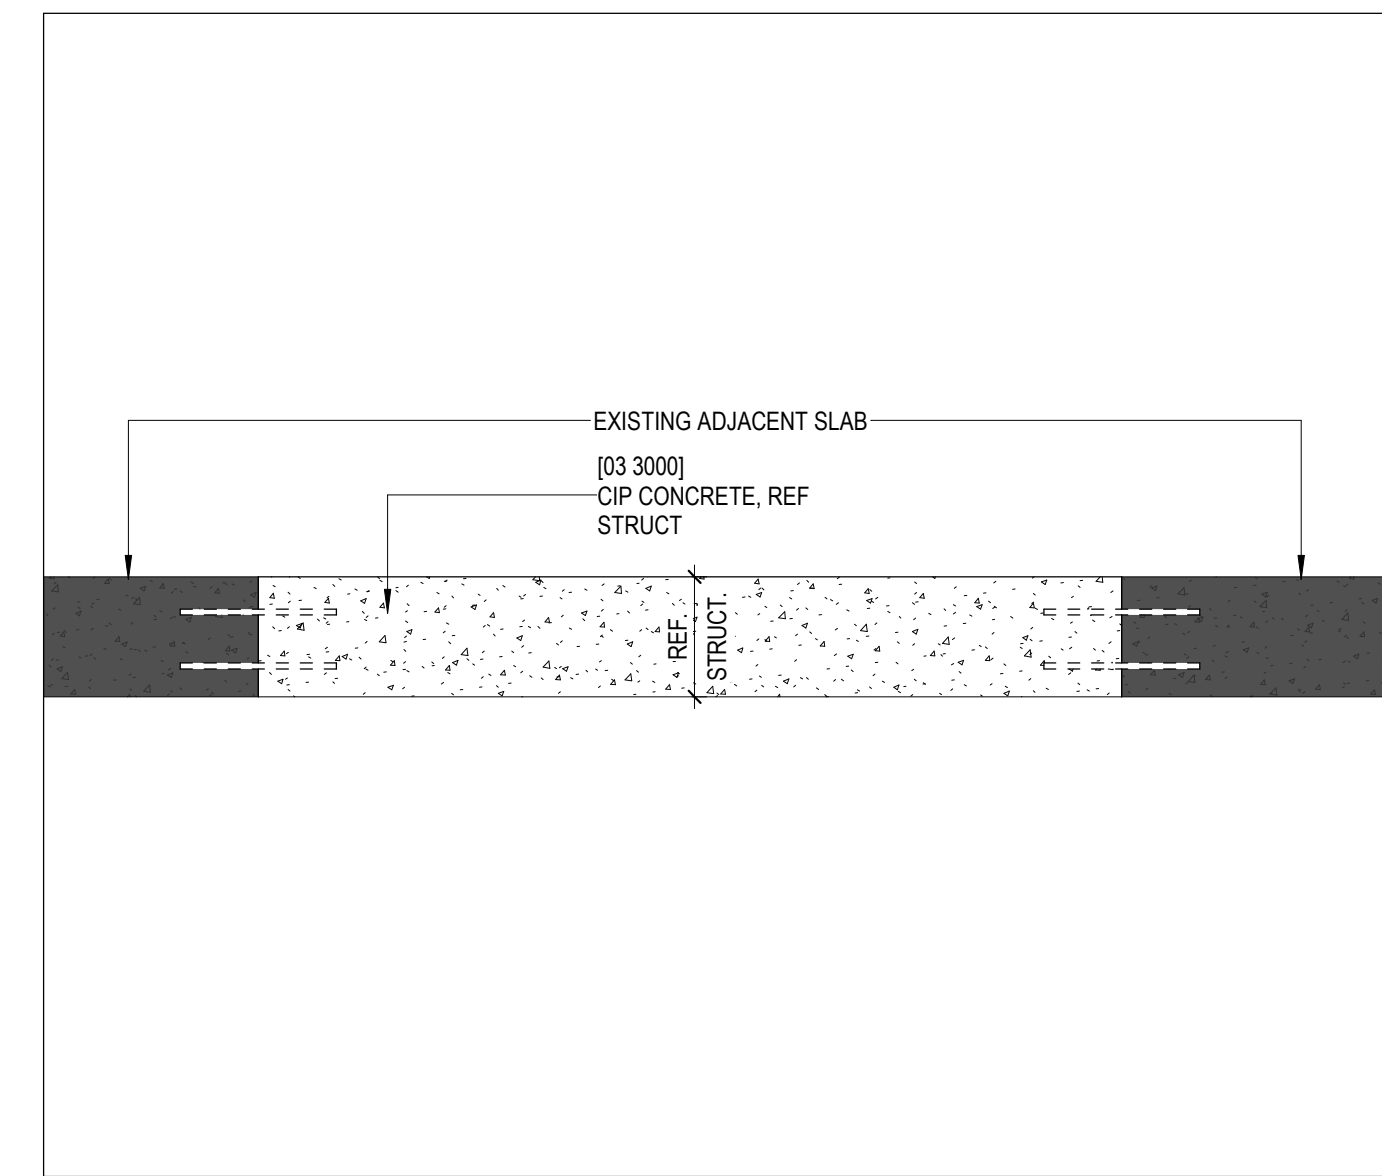 EXISTING ADJACENT SLAB
[03 3000]
CIP CONCRETE, REF
STRUCT
REF.
STRUCT.